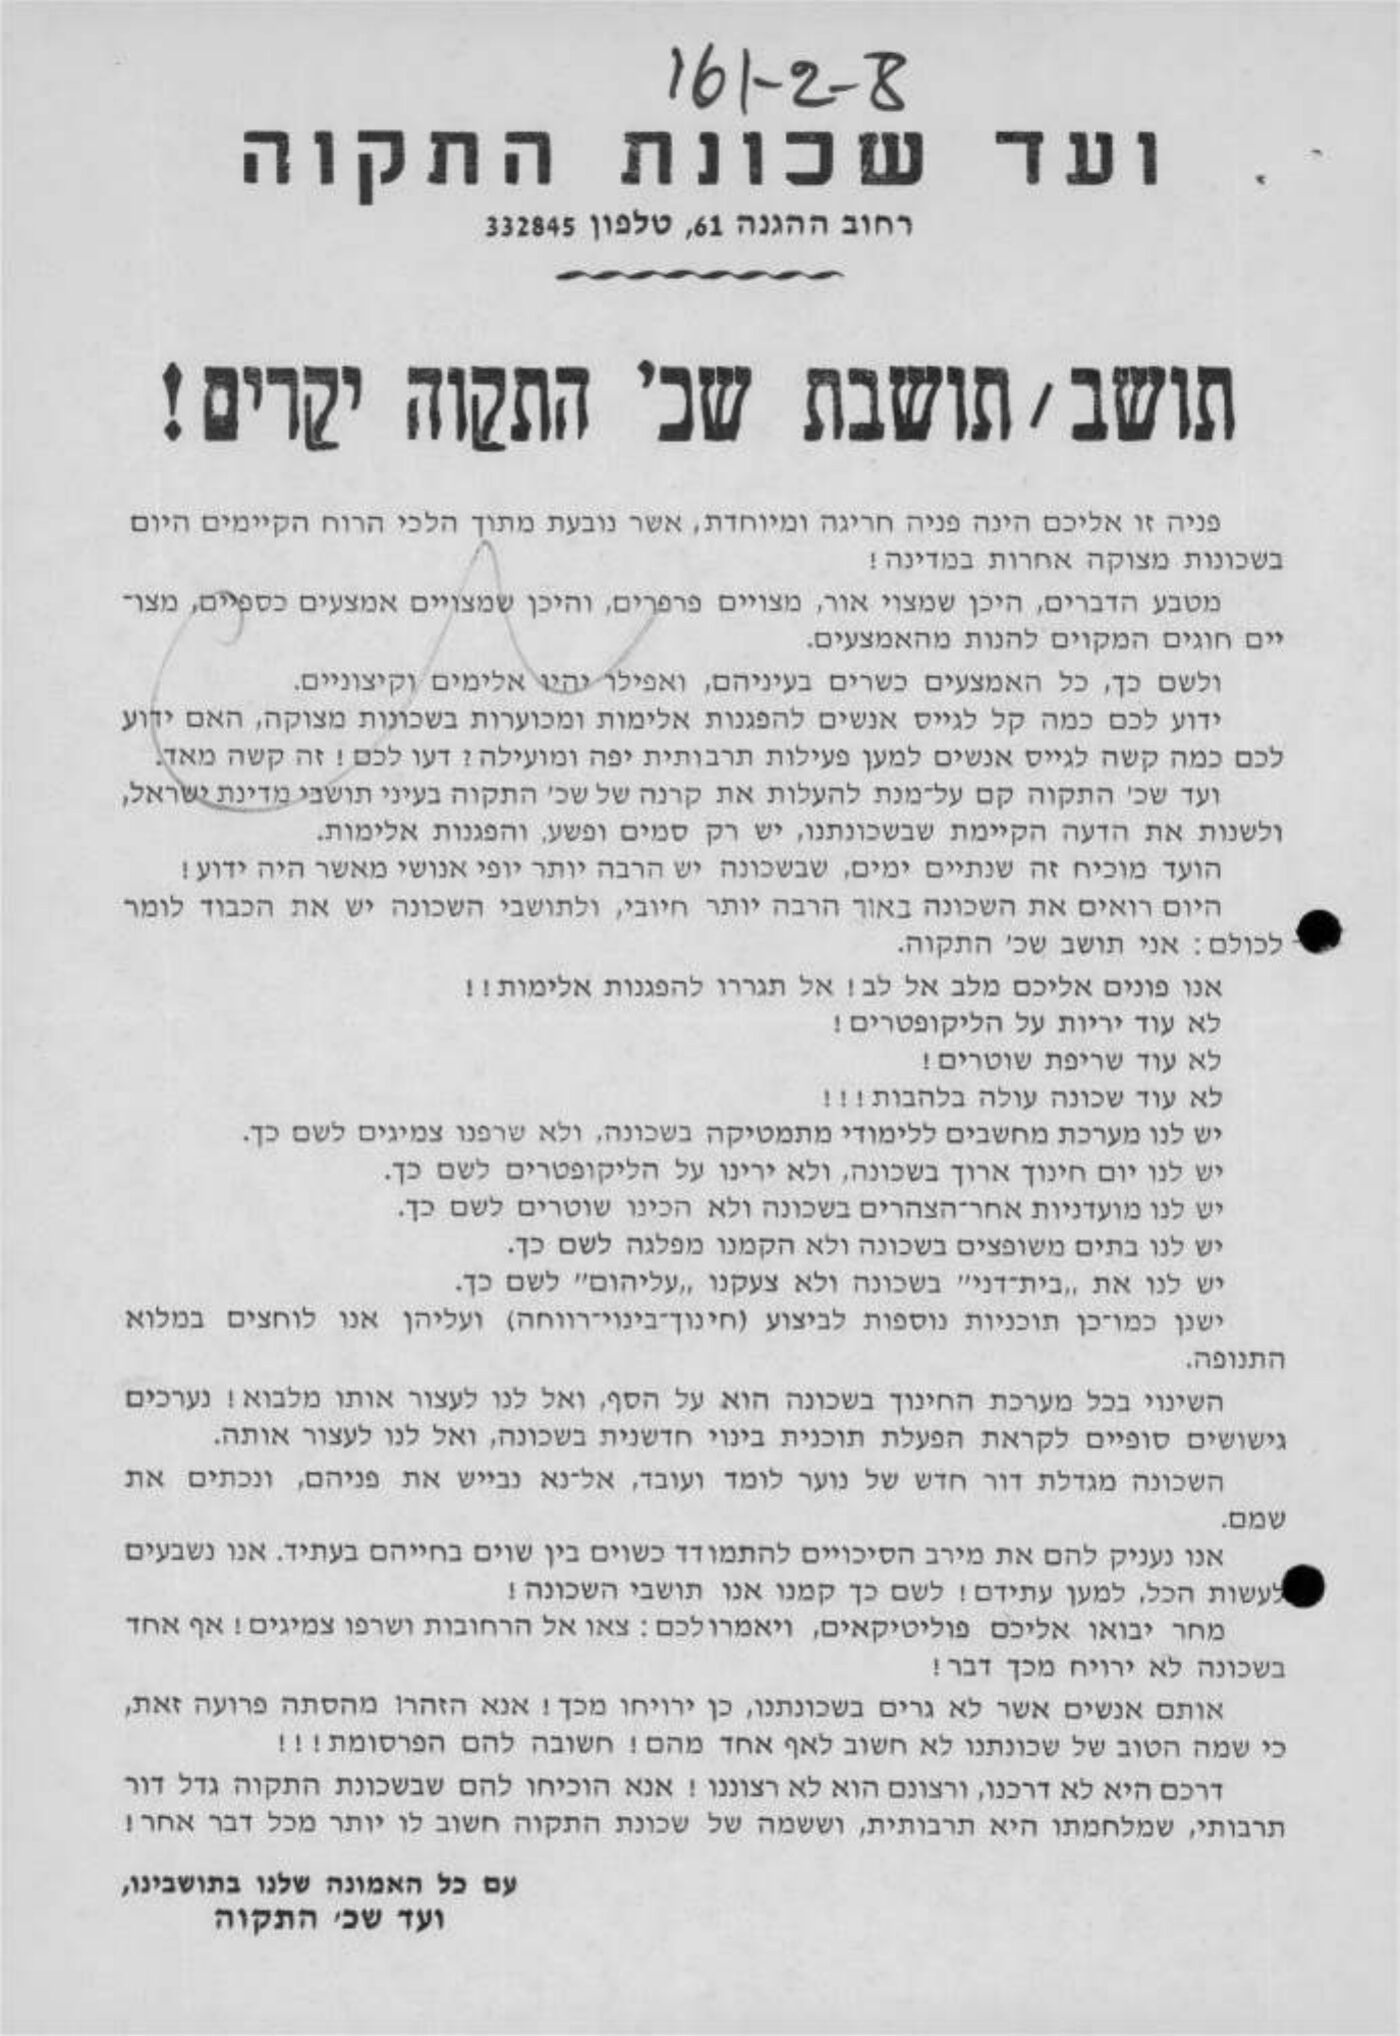 161-2-8
ועד שכונת התקוה
רחוב ההגנה 61, טלפון 332845
תושב/תושבת שכ׳ התקוה יקרים!
פניה זו אליכם הינה פניה חריגה ומיוחדת, אשר נובעת מתוך הלכי הרוח הקיימים היום
בשכונות מצוקה אחרות במדינה!
מטבע הדברים, היכן שמצוי אור, מצויים פרפרים, והיכן שמצויים אמצעים כספיים, מצו־
יים חוגים המקוים להנות מהאמצעים.
ולשם כך, כל האמצעים כשרים בעיניהם, ואפילו יהיו אלימים וקיצוניים.
ידוע לכם כמה קל לגייס אנשים להפגנות אלימות ומכוערות בשכונות מצוקה, האם ידוע
לכם כמה קשה לגייס אנשים למען פעילות תרבותית יפה ומועילה? דעו לכם! זה קשה מאד.
ועד שכ׳ התקוה קם על־מנת להעלות את קרנה של שכ׳ התקוה בעיני תושבי מדינת ישראל,
ולשנות את הדעה הקיימת שבשכונתנו, יש רק סמים ופשע, והפגנות אלימות.
הועד מוכיח זה שנתיים ימים, שבשכונה יש הרבה יותר יופי אנושי מאשר היה ידוע!
היום רואים את השכונה באור הרבה יותר חיובי, ולתושבי השכונה יש את הכבוד לומר
לכולם: אני תושב שכ׳ התקוה.
אנו פונים אליכם מלב אל לב! אל תגררו להפגנות אלימות!!
לא עוד יריות על הליקופטרים!
לא עוד שריפת שוטרים!
לא עוד שכונה עולה בלהבות!!!
יש לנו מערכת מחשבים ללימודי מתמטיקה בשכונה, ולא שרפנו צמיגים לשם כך.
יש לנו יום חינוך ארוך בשכונה, ולא ירינו על הליקופטרים לשם כך.
יש לנו מועדניות אחר־הצהרים בשכונה ולא הכינו שוטרים לשם כך.
יש לנו בתים משופצים בשכונה ולא הקמנו מפלגה לשם כך.
יש לנו את „בית־דני״ בשכונה ולא צעקנו „עליהום״ לשם כך.
ישנן כמו־כן תוכניות נוספות לביצוע (חינוך־בינוי־רווחה) ועליהן אנו לוחצים במלוא
התנופה.
השינוי בכל מערכת החינוך בשכונה הוא על הסף, ואל לנו לעצור אותו מלבוא! נערכים
גישושים סופיים לקראת הפעלת תוכנית בינוי חדשנית בשכונה, ואל לנו לעצור אותה.
השכונה מגדלת דור חדש של נוער לומד ועובד, אל־נא נבייש את פניהם, ונכתים את
שמם.
אנו נעניק להם את מירב הסיכויים להתמודד כשוים בין שוים בחייהם בעתיד. אנו נשבעים
לעשות הכל, למען עתידם! לשם כך קמנו אנו תושבי השכונה!
מחר יבואו אליכם פוליטיקאים, ויאמרו לכם: צאו אל הרחובות ושרפו צמיגים! אף אחד
בשכונה לא ירויח מכך דבר!
אותם אנשים אשר לא גרים בשכונתנו, כן ירויחו מכך! אנא הזהרו מהסתה פרועה זאת,
כי שמה הטוב של שכונתנו לא חשוב לאף אחד מהם! חשובה להם הפרסומת!!!
דרכם היא לא דרכנו, ורצונם הוא לא רצוננו! אנא הוכיחו להם שבשכונת התקוה גדל דור
תרבותי, שמלחמתו היא תרבותית, וששמה של שכונת התקוה חשוב לו יותר מכל דבר אחר!
עם כל האמונה שלנו בתושבינו,
ועד שכ׳ התקוה